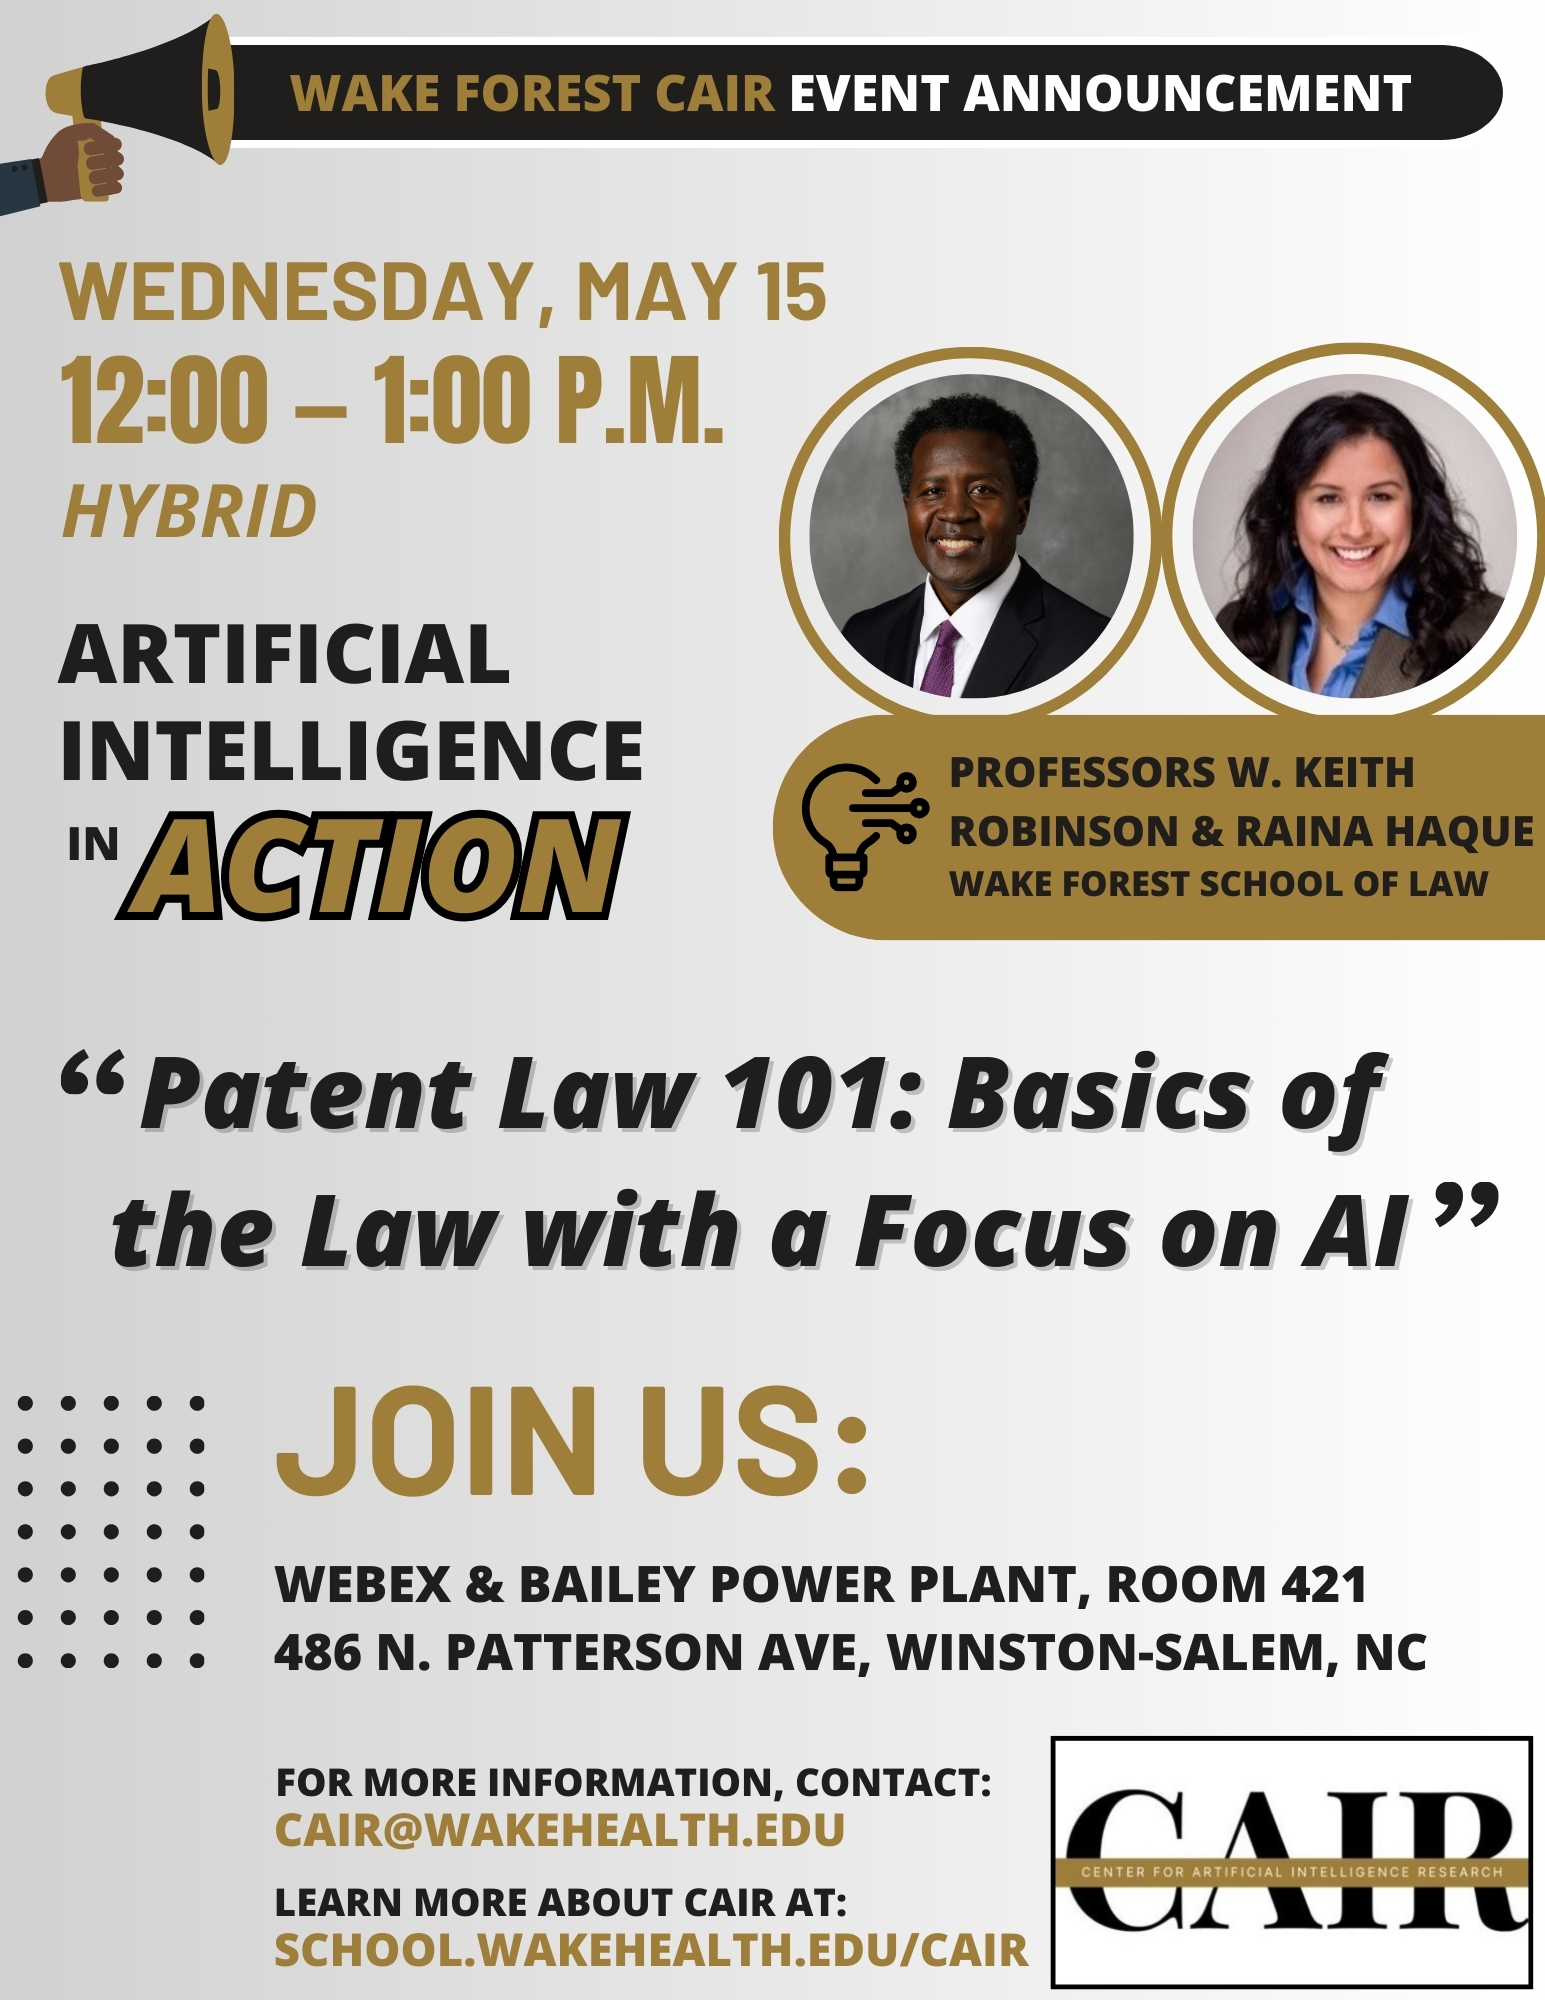 WAKE FOREST CAIR EVENT ANNOUNCEMENT
WEDNESDAY, MAY 15
12:00 – 1:00 P.M.
HYBRID
ARTIFICIAL
INTELLIGENCE
IN ACTION
PROFESSORS W. KEITH
ROBINSON & RAINA HAQUE
WAKE FOREST SCHOOL OF LAW
“Patent Law 101: Basics of
the Law with a Focus on AI”
JOIN US:
WEBEX & BAILEY POWER PLANT, ROOM 421
486 N. PATTERSON AVE, WINSTON-SALEM, NC
FOR MORE INFORMATION, CONTACT:
CAIR@WAKEHEALTH.EDU
LEARN MORE ABOUT CAIR AT:
SCHOOL.WAKEHEALTH.EDU/CAIR
CAIR
CENTER FOR ARTIFICIAL INTELLIGENCE RESEARCH